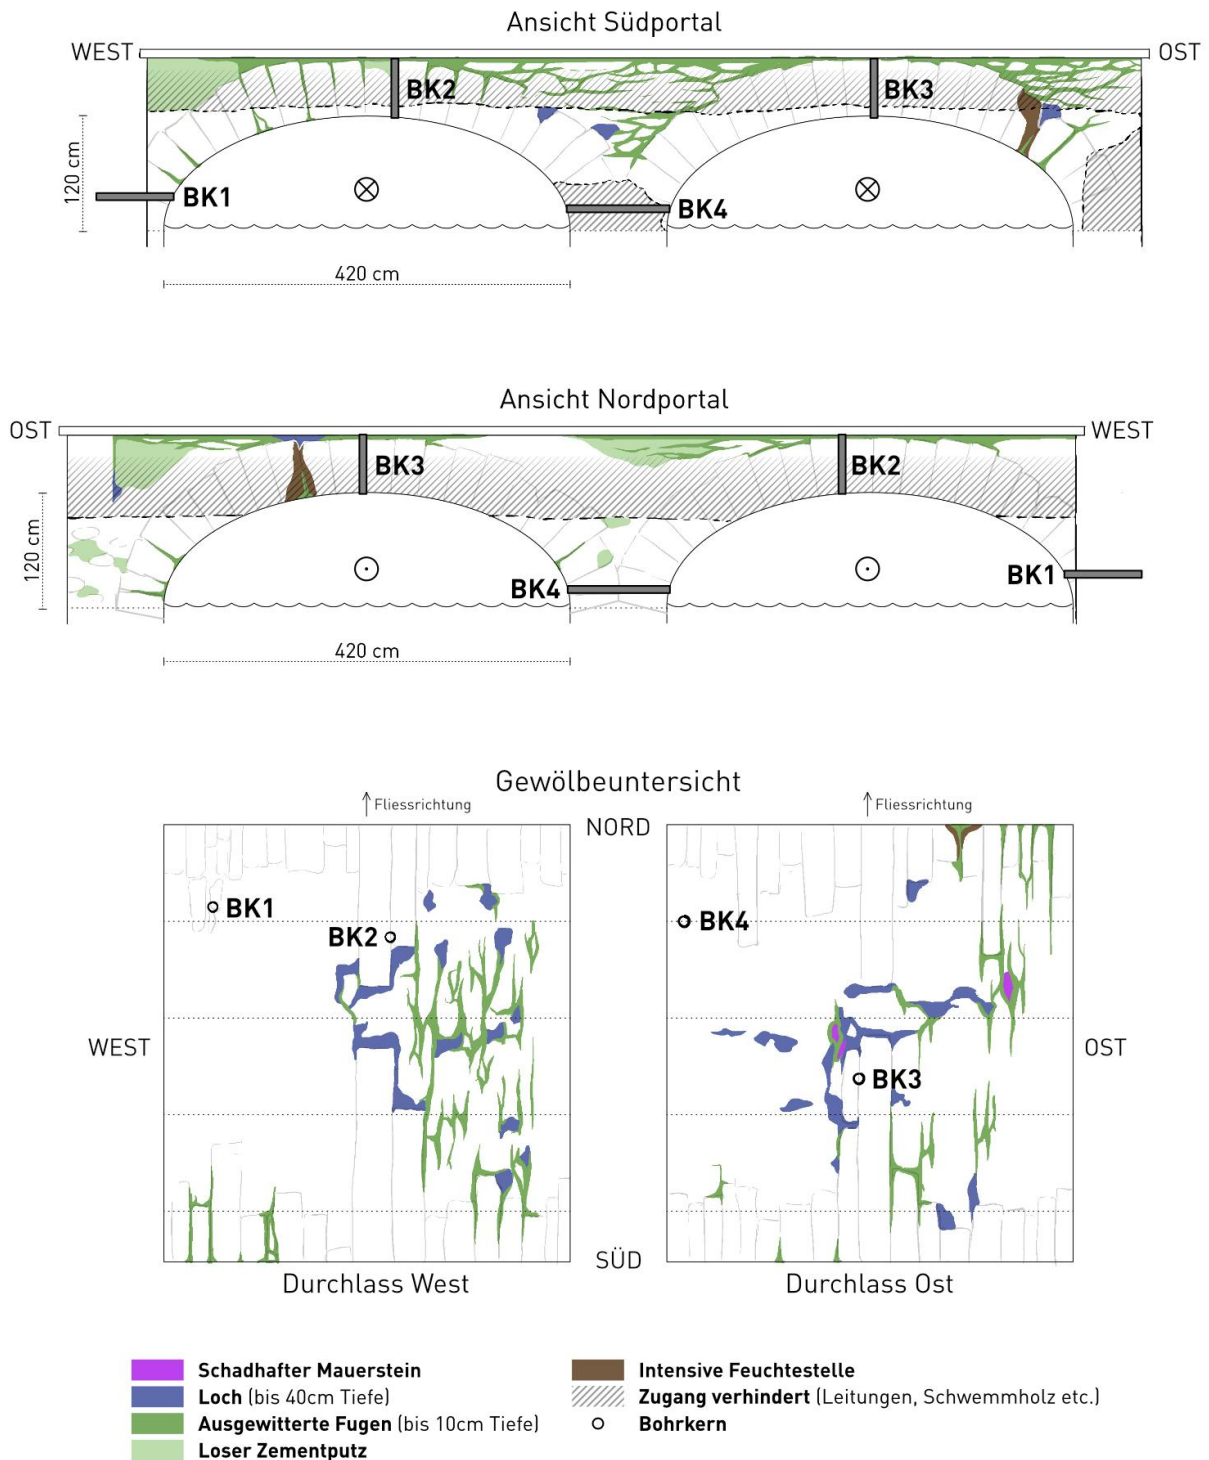 Ansicht Südportal
WEST
OST
BK2
BK3
120 cm
BK1
BK4
420 cm
Ansicht Nordportal
OST
WEST
BK3
BK2
120 cm
BK4
BK1
420 cm
Gewölbeuntersicht
Fliessrichtung
Fliessrichtung
NORD
BK1
BK4
BK2
WEST
OST
BK3
SÜD
Durchlass West
Durchlass Ost
Schadhafter Mauerstein
Loch (bis 40cm Tiefe)
Ausgewitterte Fugen (bis 10cm Tiefe)
Loser Zementputz
Intensive Feuchtestelle
Zugang verhindert (Leitungen, Schwemmholz etc.)
Bohrkern